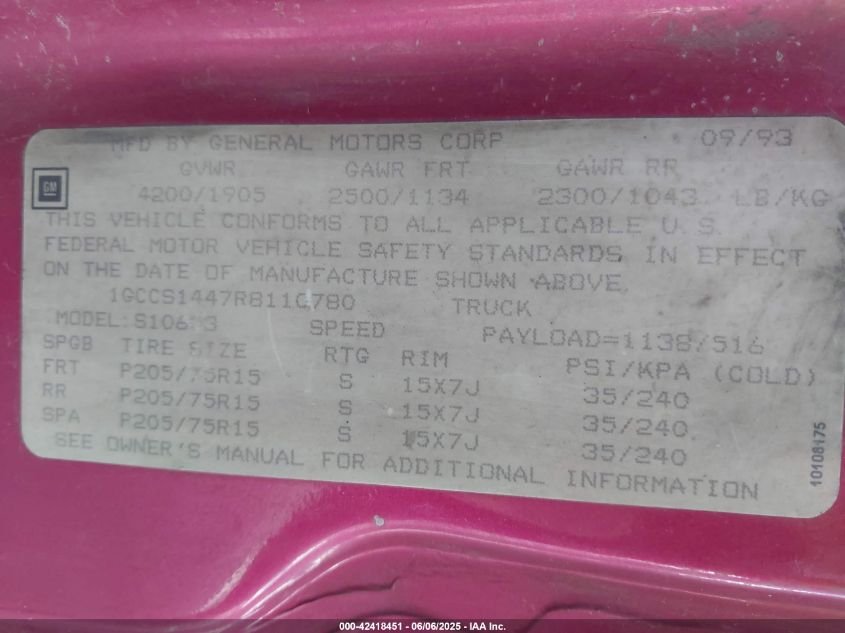 MFD BY GENERAL MOTORS CORP 09/93
GVWR GAWR FRT GAWR RR
GM 4200/1905 2500/1134 2300/1043 LB/KG
THIS VEHICLE CONFORMS TO ALL APPLICABLE U.S.
FEDERAL MOTOR VEHICLE SAFETY STANDARDS IN EFFECT
ON THE DATE OF MANUFACTURE SHOWN ABOVE.
TRUCK
MODEL: SPEED PAYLOAD=1138/516
SPGB TIRE SIZE RTG RIM PSI/KPA (COLD)
FRT P205/75R15 S 15X7J 35/240
RR P205/75R15 S 15X7J 35/240
SPA P205/75R15 S 15X7J 35/240
SEE OWNER'S MANUAL FOR ADDITIONAL INFORMATION
10108175
000-42418451 - 06/06/2025 - IAA Inc.